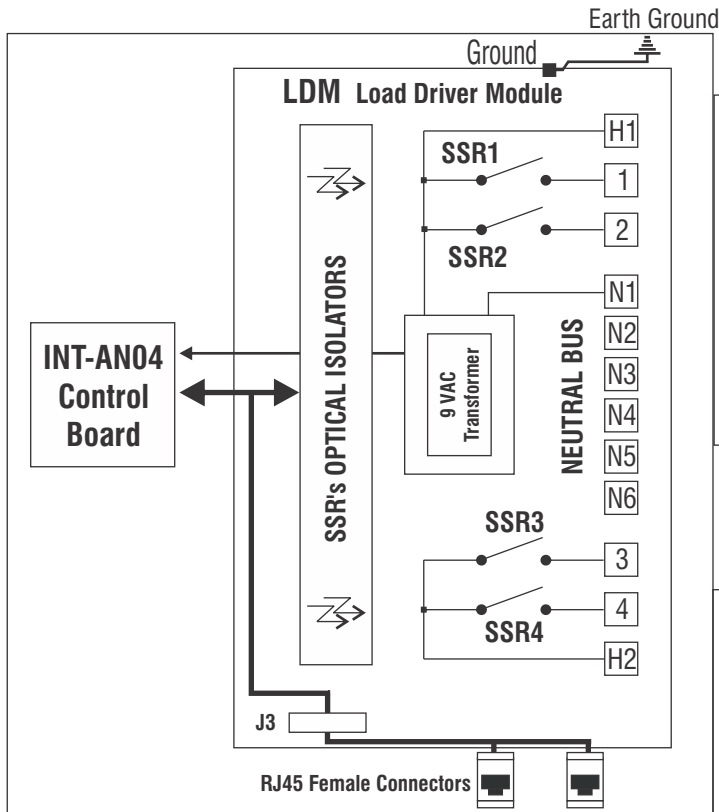 Earth Ground
Ground
LDM Load Driver Module
H1
SSR1
1
2
SSR2
N1
N2
N3
N4
N5
N6
NEUTRAL BUS
9 VAC
Transformer
SSR's OPTICAL ISOLATORS
INT-AN04
Control
Board
SSR3
3
4
SSR4
H2
J3
RJ45 Female Connectors